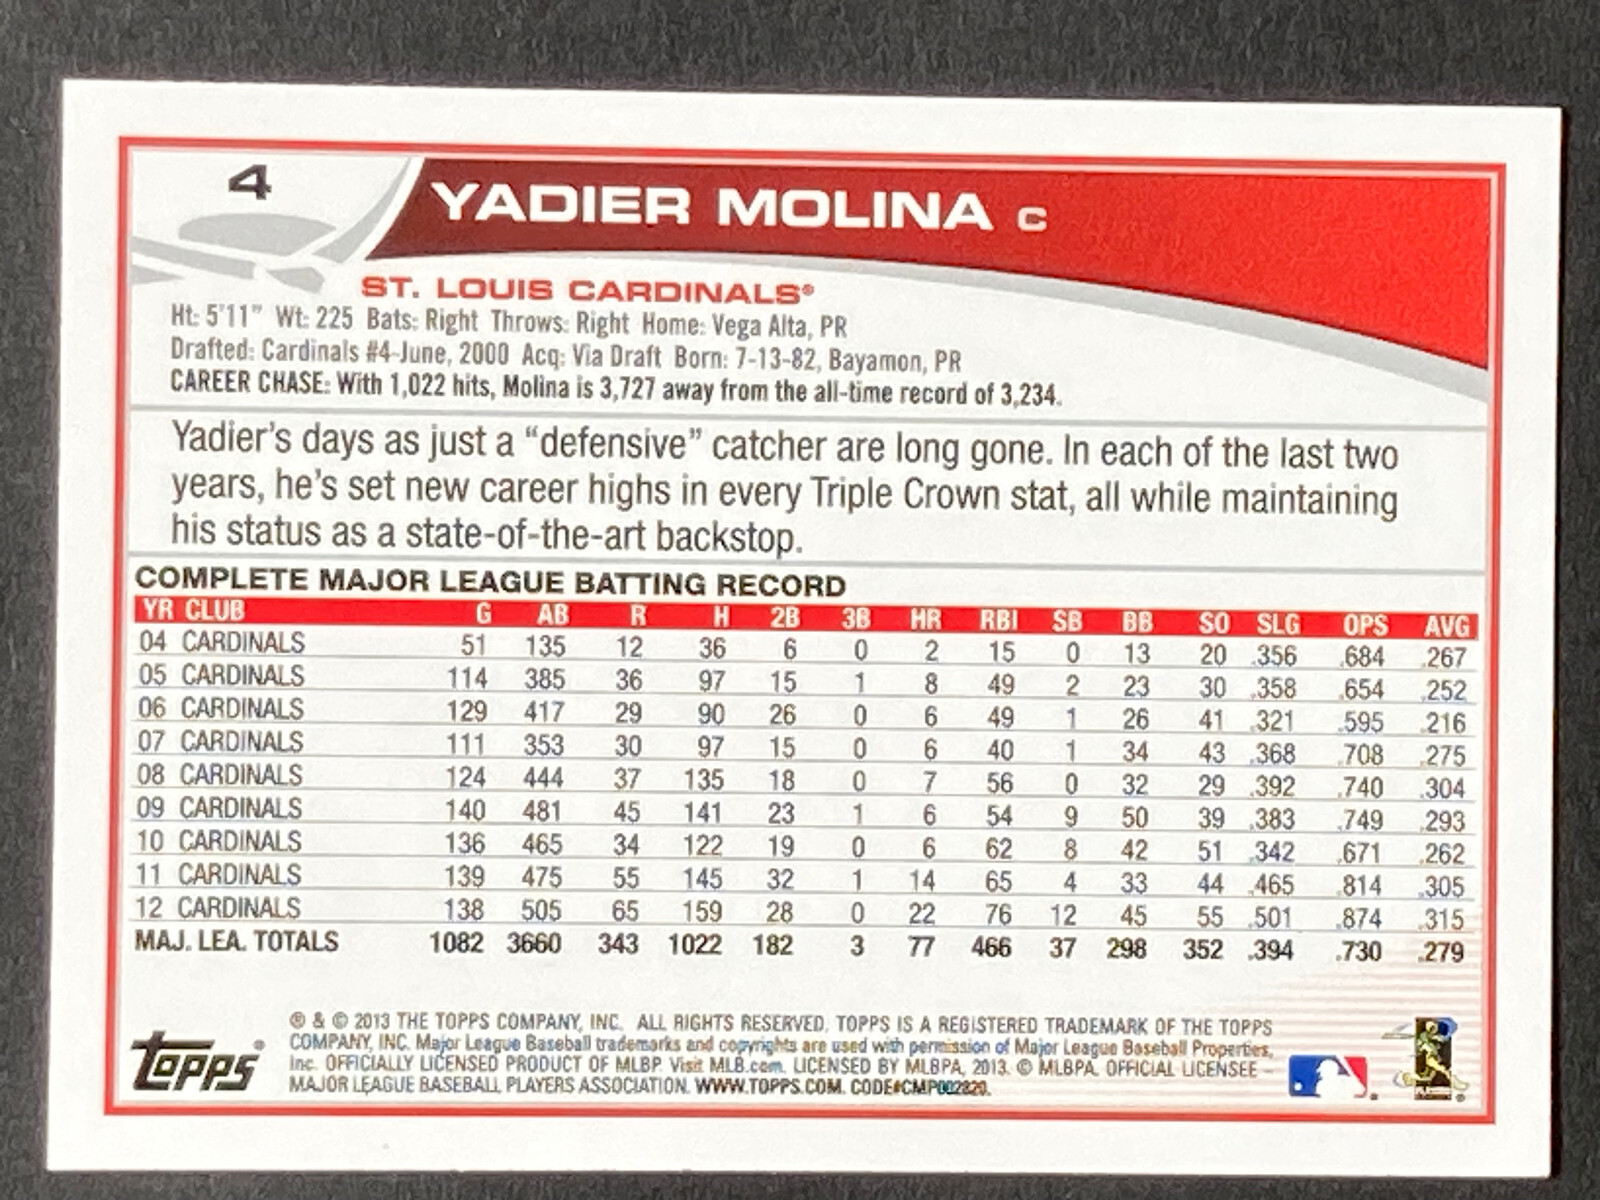 4
YADIER MOLINA C
ST. LOUIS CARDINALS®
Ht: 5'11" Wt: 225 Bats: Right Throws: Right Home: Vega Alta, PR
Drafted: Cardinals #4-June, 2000 Acq: Via Draft Born: 7-13-82, Bayamon, PR
CAREER CHASE: With 1,022 hits, Molina is 3,727 away from the all-time record of 3,234.
Yadier's days as just a “defensive” catcher are long gone. In each of the last two
years, he's set new career highs in every Triple Crown stat, all while maintaining
his status as a state-of-the-art backstop.
COMPLETE MAJOR LEAGUE BATTING RECORD
YR CLUB G AB R H 2B 3B HR RBI SB BB SO SLG OPS AVG
04 CARDINALS 51 135 12 36 6 0 2 15 0 13 20 .356 .684 .267
05 CARDINALS 114 385 36 97 15 1 8 49 2 23 30 .358 .654 .252
06 CARDINALS 129 417 29 90 26 0 6 49 1 26 41 .321 .595 .216
07 CARDINALS 111 353 30 97 15 0 6 40 1 34 43 .368 .708 .275
08 CARDINALS 124 444 37 135 18 0 7 56 0 32 29 .392 .740 .304
09 CARDINALS 140 481 45 141 23 1 6 54 9 50 39 .383 .749 .293
10 CARDINALS 136 465 34 122 19 0 6 62 8 42 51 .342 .671 .262
11 CARDINALS 139 475 55 145 32 1 14 65 4 33 44 .465 .814 .305
12 CARDINALS 138 505 65 159 28 0 22 76 12 45 55 .501 .874 .315
MAJ. LEA. TOTALS 1082 3660 343 1022 182 3 77 466 37 298 352 .394 .730 .279
® & © 2013 THE TOPPS COMPANY, INC. ALL RIGHTS RESERVED. TOPPS IS A REGISTERED TRADEMARK OF THE TOPPS
COMPANY, INC. Major League Baseball trademarks and copyrights are used with permission of Major League Baseball Properties,
Inc. OFFICIALLY LICENSED PRODUCT OF MLBP. Visit MLB.com. LICENSED BY MLBPA, 2013. © MLBPA. OFFICIAL LICENSEE –
MAJOR LEAGUE BASEBALL PLAYERS ASSOCIATION. WWW.TOPPS.COM. CODE#CMP002820.
Topps®